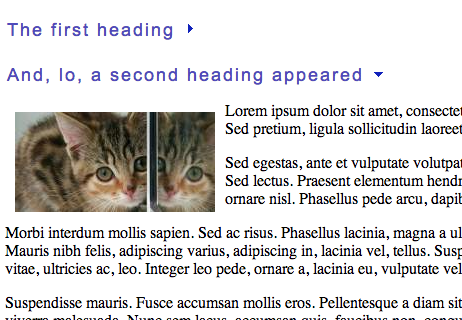 The first heading
And, lo, a second heading appeared
Lorem ipsum dolor sit amet, consectet
Sed pretium, ligula sollicitudin laoreet
Sed egestas, ante et vulputate volutpat
Sed lectus. Praesent elementum hendr
ornare nisl. Phasellus pede arcu, dapib
Morbi interdum mollis sapien. Sed ac risus. Phasellus lacinia, magna a ul
Mauris nibh felis, adipiscing varius, adipiscing in, lacinia vel, tellus. Susp
vitae, ultricies ac, leo. Integer leo pede, ornare a, lacinia eu, vulputate vel
Suspendisse mauris. Fusce accumsan mollis eros. Pellentesque a diam sit